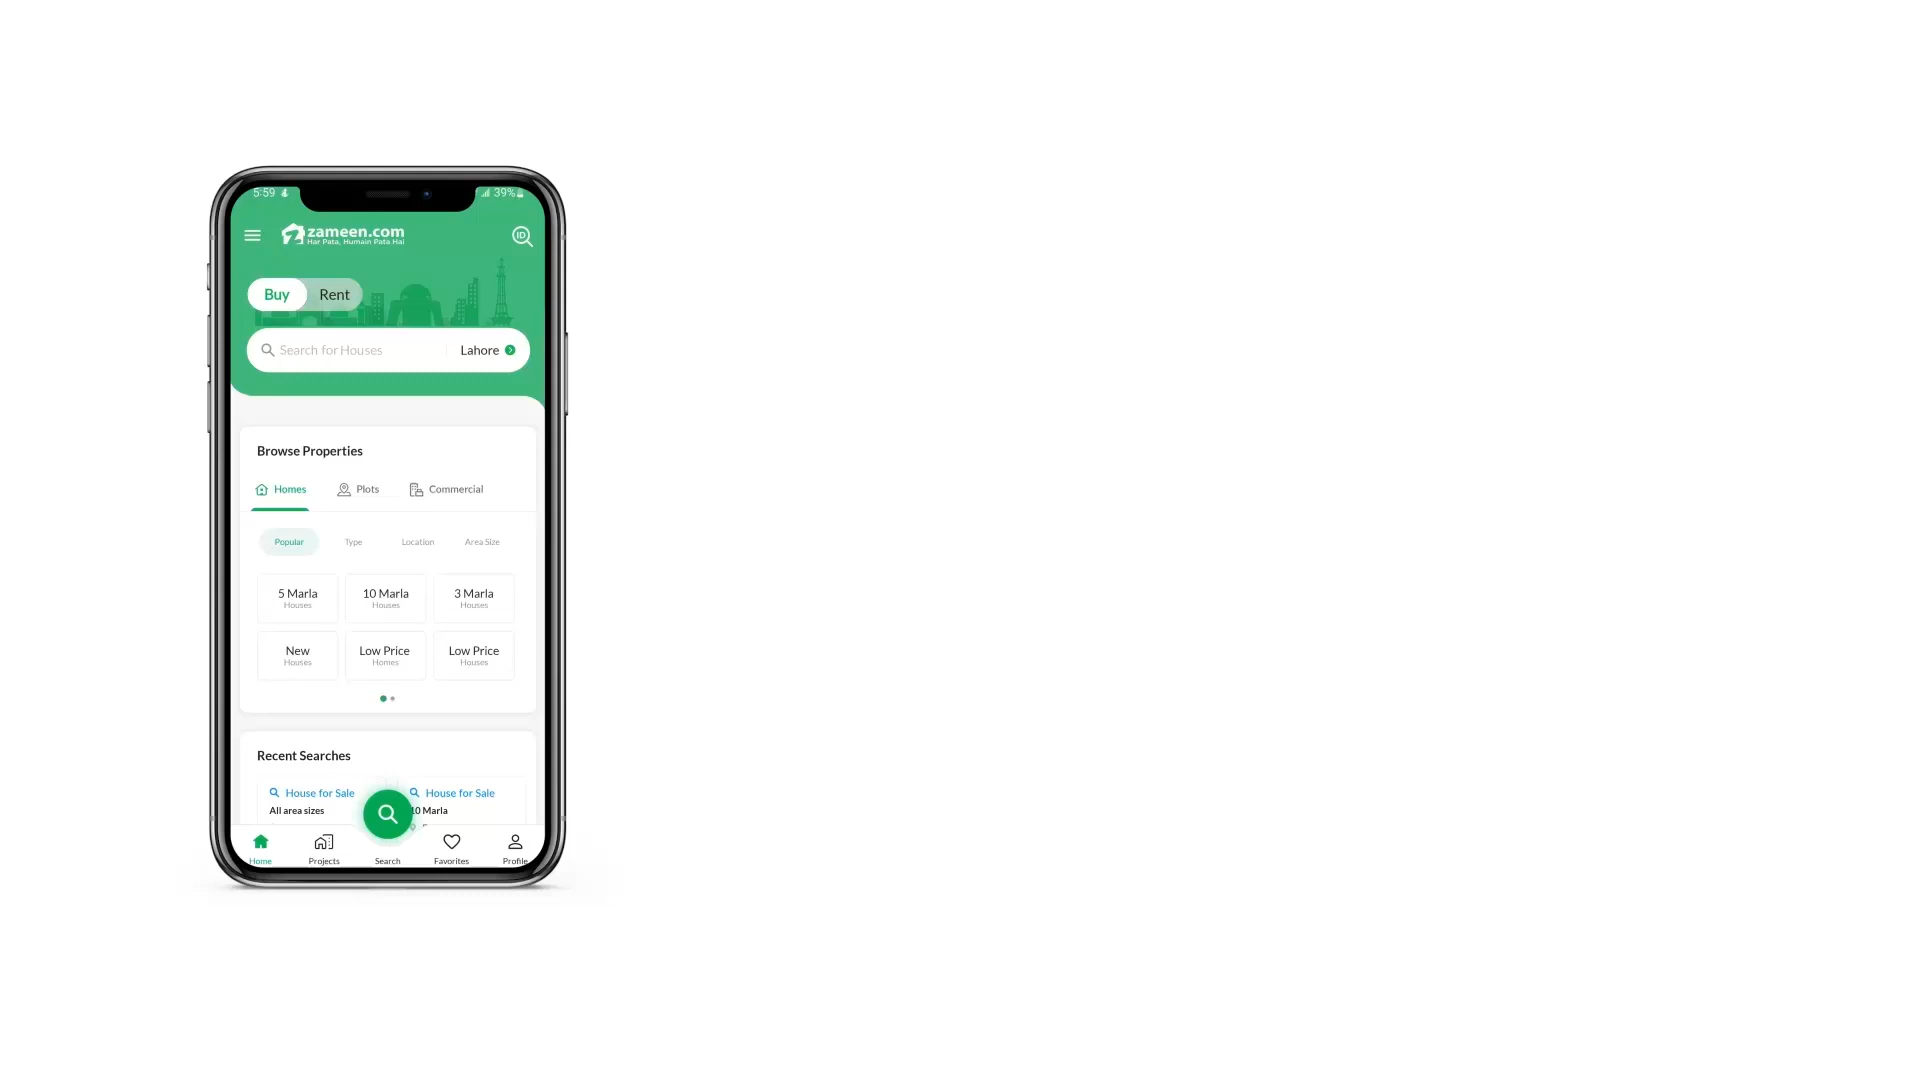 5:59
39%
zameen.com
Har Pata, Humain Pata Hai
ID
Buy Rent
Search for Houses Lahore
Browse Properties
Homes Plots Commercial
Popular Type Location Area Size
5 Marla 10 Marla 3 Marla
Houses Houses Houses
New Low Price Low Price
Houses Homes Houses
Recent Searches
House for Sale House for Sale
All area sizes 10 Marla
Home Projects Search Favorites Profile